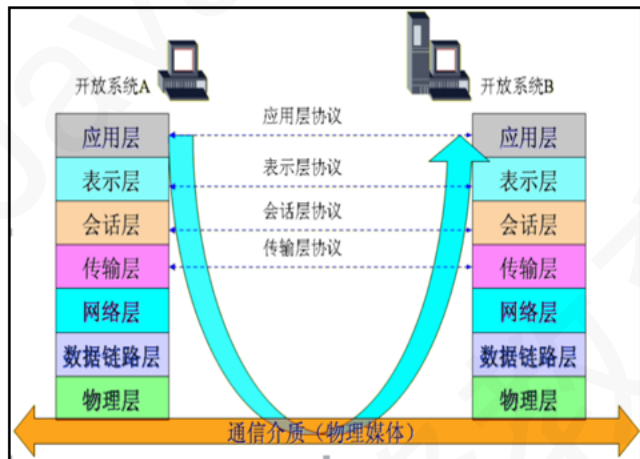 开放系统A
开放系统B
应用层
应用层协议
应用层
表示层
表示层协议
表示层
会话层
会话层协议
会话层
传输层
传输层协议
传输层
网络层
网络层
数据链路层
数据链路层
物理层
物理层
通信介质（物理媒体）